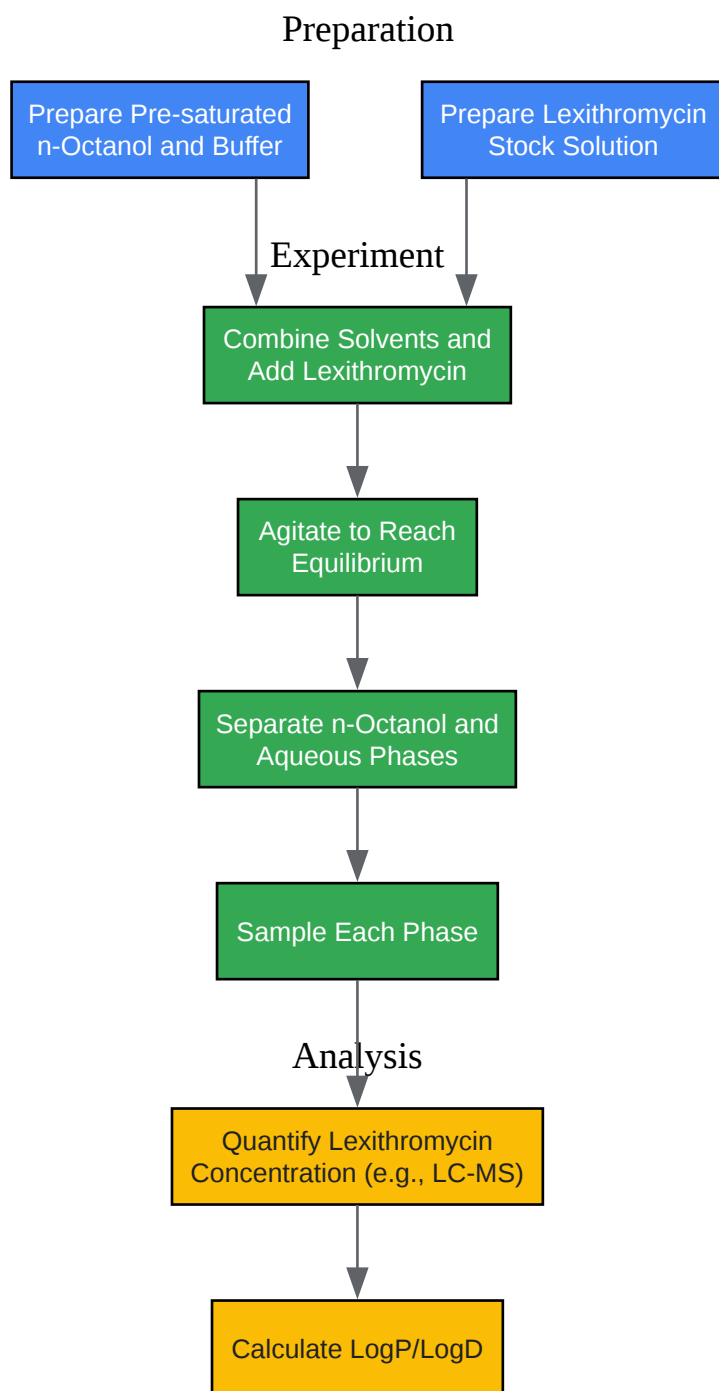 Preparation
Prepare Pre-saturated
n-Octanol and Buffer
Prepare Lexithromycin
Stock Solution
Experiment
Combine Solvents and
Add Lexithromycin
Agitate to Reach
Equilibrium
Separate n-Octanol and
Aqueous Phases
Sample Each Phase
Analysis
Quantify Lexithromycin
Concentration (e.g., LC-MS)
Calculate LogP/LogD